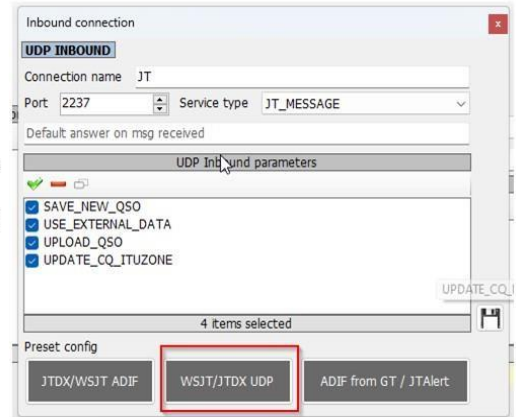 Inbound connection
x
UDP INBOUND
Connection name JT
Port 2237 Service type JT_MESSAGE
Default answer on msg received
UDP Inbound parameters
SAVE_NEW_QSO
USE_EXTERNAL_DATA
UPLOAD_QSO
UPDATE_CQ_ITUZONE
UPDATE_CQ_
4 items selected
Preset config
JTDX/WSJT ADIF WSJT/JTDX UDP ADIF from GT / JTAlert